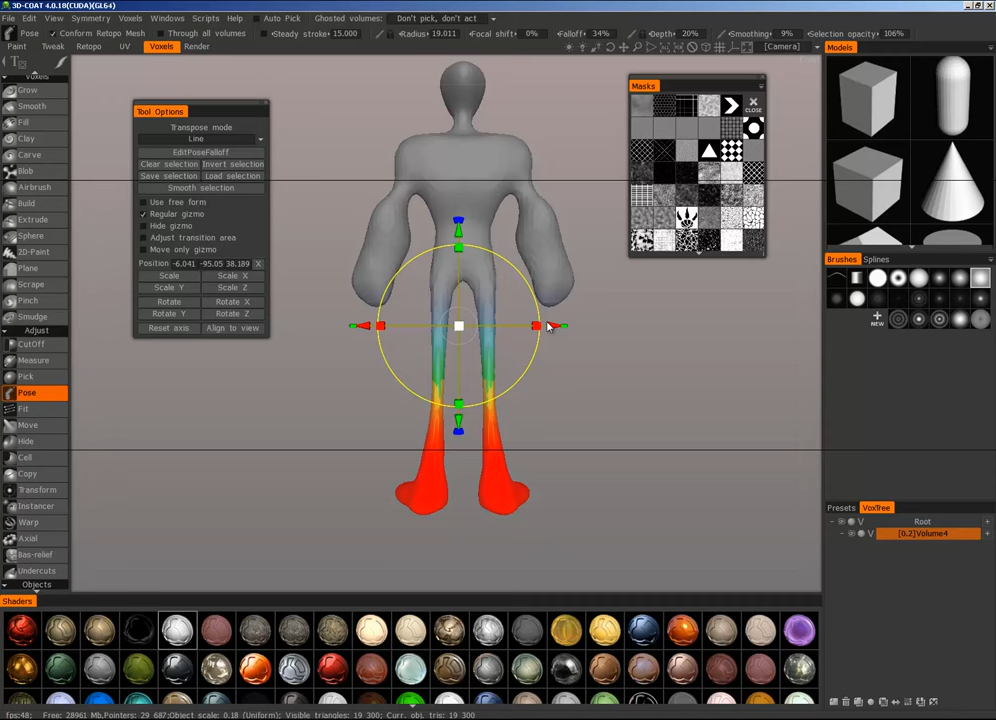 3D-COAT 4.0.18(CUDA)(GL64)
File Edit View Symmetry Voxels Windows Scripts Help Auto Pick Ghosted volumes: Don't pick, don't act
Pose Conform Retopo Mesh Through all volumes Steady stroke 15.000 Radius 19.011 Focal shift 0% Falloff 34% Depth 20% Smoothing 9% Selection opacity 106%
Paint Tweak Retopo UV Voxels Render [Camera]
Voxels
Grow
Smooth
Fill
Clay
Carve
Blob
Airbrush
Build
Extrude
Sphere
2D-Paint
Plane
Scrape
Pinch
Smudge
Adjust
CutOff
Measure
Pick
Pose
Fit
Move
Hide
Cell
Copy
Transform
Instancer
Warp
Axial
Bas-relief
Undercuts
Objects
Tool Options
Transpose mode
Line
EditPoseFalloff
Clear selection Invert selection
Save selection Load selection
Smooth selection
Use free form
Regular gizmo
Hide gizmo
Adjust transition area
Move only gizmo
Position -6.041 -95.05 38.189 X
Scale Scale X
Scale Y Scale Z
Rotate Rotate X
Rotate Y Rotate Z
Reset axis Align to view
Masks
CLOSE
Models
Brushes Splines
NEW
Presets VoxTree
V Root
V [0.2]Volume4
Shaders
fps:48; Free: 28961 Mb,Pointers: 29 687;Object scale: 0.18 (Uniform); Visible triangles: 19 300; Curr. obj. tris: 19 300